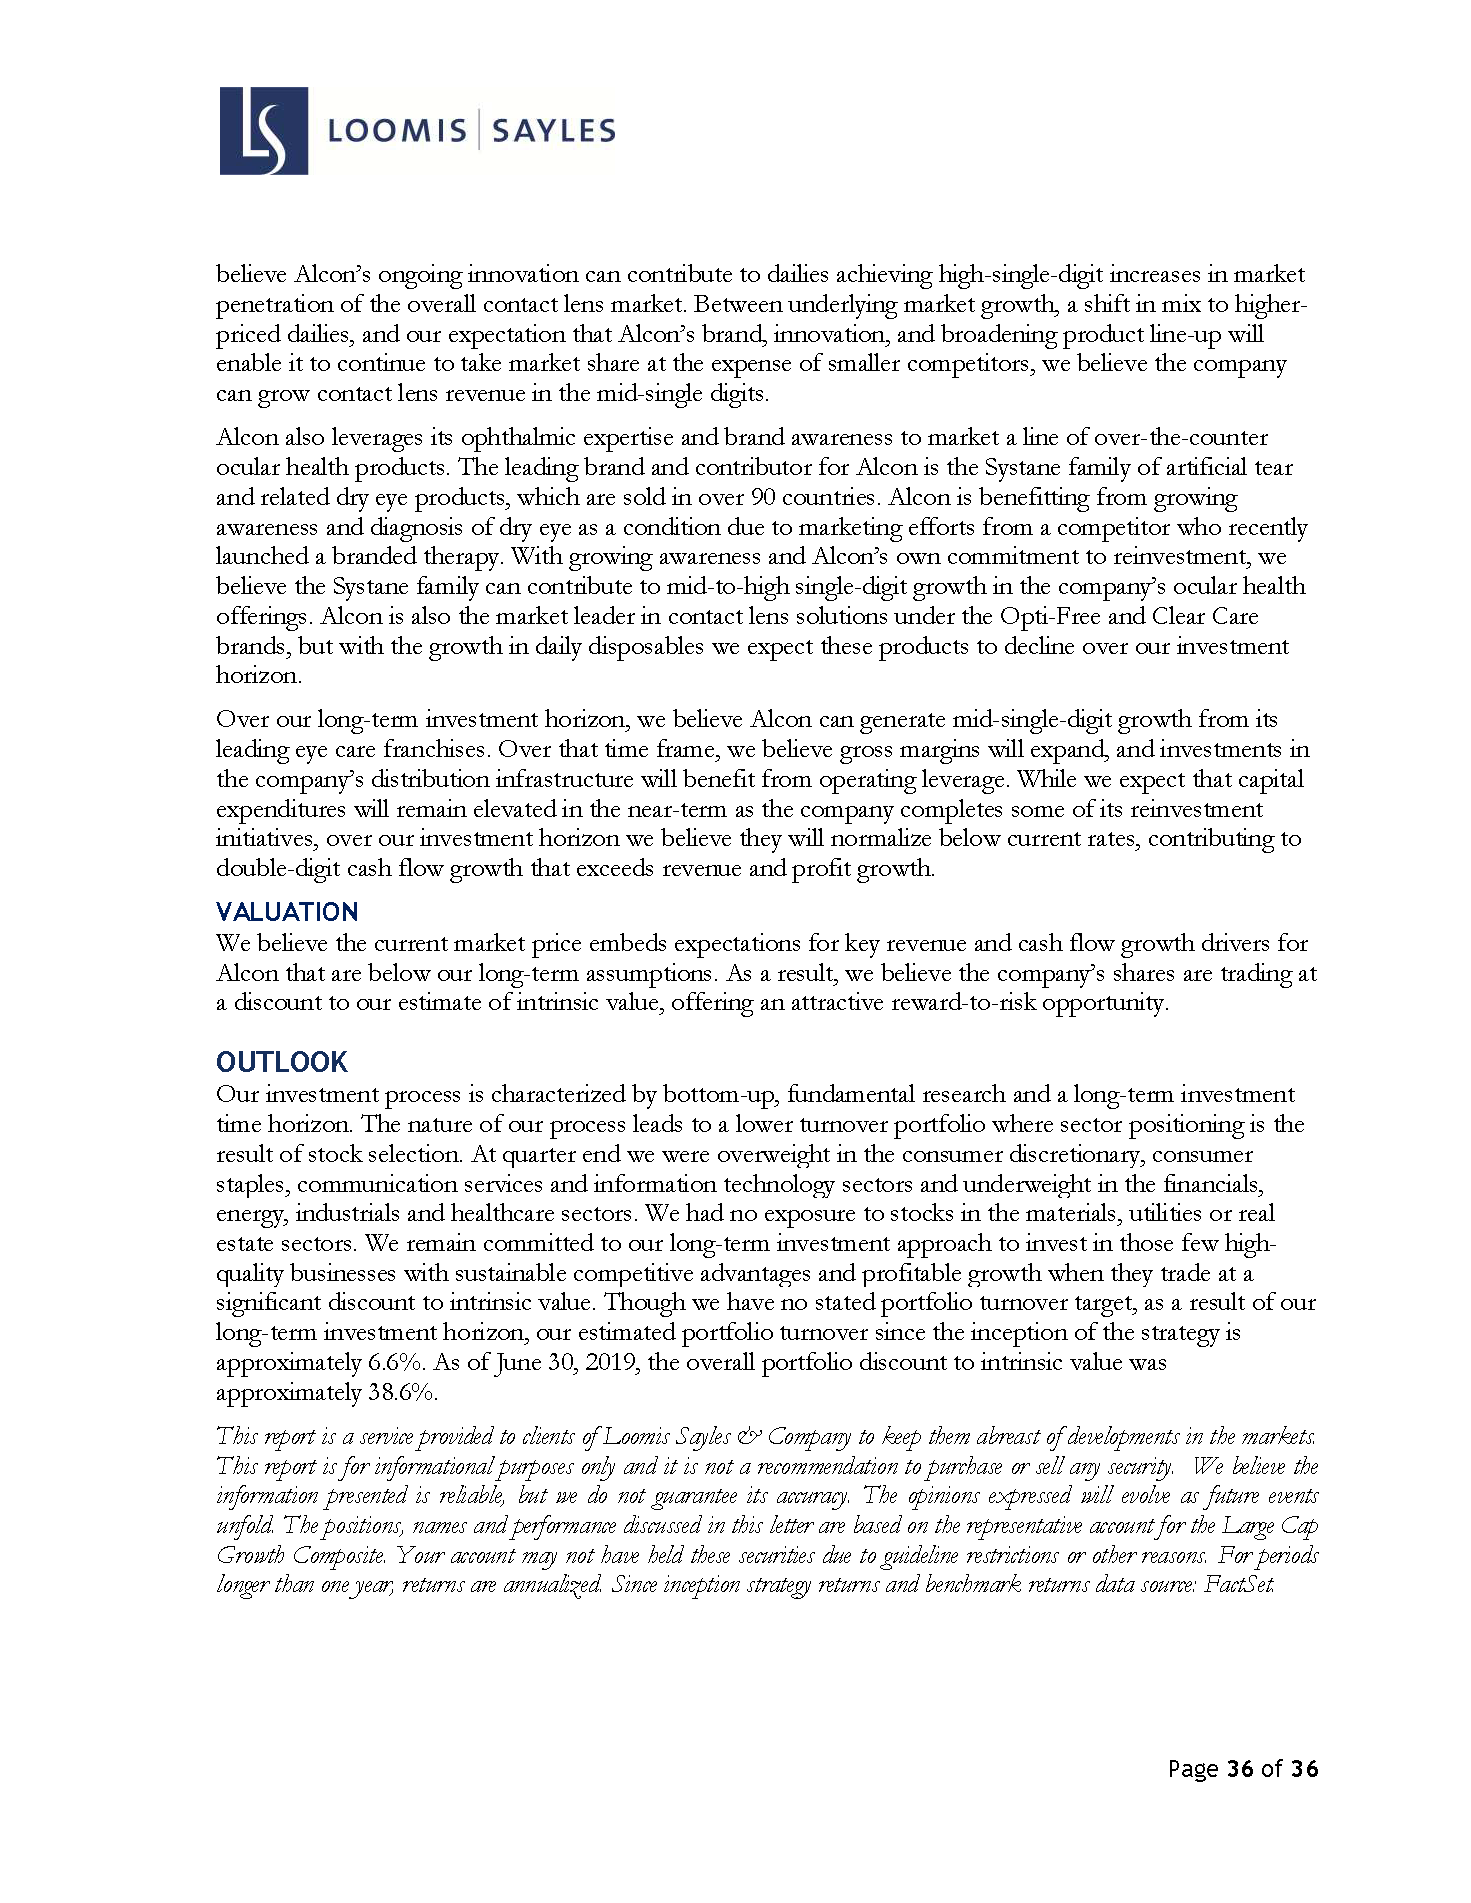 LS LOOMIS | SAYLES
believe Alcon’s ongoing innovation can contribute to dailies achieving high-single-digit increases in market
penetration of the overall contact lens market. Between underlying market growth, a shift in mix to higher-
priced dailies, and our expectation that Alcon’s brand, innovation, and broadening product line-up will
enable it to continue to take market share at the expense of smaller competitors, we believe the company
can grow contact lens revenue in the mid-single digits.
Alcon also leverages its ophthalmic expertise and brand awareness to market a line of over-the-counter
ocular health products. The leading brand and contributor for Alcon is the Systane family of artificial tear
and related dry eye products, which are sold in over 90 countries. Alcon is benefitting from growing
awareness and diagnosis of dry eye as a condition due to marketing efforts from a competitor who recently
launched a branded therapy. With growing awareness and Alcon’s own commitment to reinvestment, we
believe the Systane family can contribute to mid-to-high single-digit growth in the company’s ocular health
offerings. Alcon is also the market leader in contact lens solutions under the Opti-Free and Clear Care
brands, but with the growth in daily disposables we expect these products to decline over our investment
horizon.
Over our long-term investment horizon, we believe Alcon can generate mid-single-digit growth from its
leading eye care franchises. Over that time frame, we believe gross margins will expand, and investments in
the company’s distribution infrastructure will benefit from operating leverage. While we expect that capital
expenditures will remain elevated in the near-term as the company completes some of its reinvestment
initiatives, over our investment horizon we believe they will normalize below current rates, contributing to
double-digit cash flow growth that exceeds revenue and profit growth.
VALUATION
We believe the current market price embeds expectations for key revenue and cash flow growth drivers for
Alcon that are below our long-term assumptions. As a result, we believe the company’s shares are trading at
a discount to our estimate of intrinsic value, offering an attractive reward-to-risk opportunity.
OUTLOOK
Our investment process is characterized by bottom-up, fundamental research and a long-term investment
time horizon. The nature of our process leads to a lower turnover portfolio where sector positioning is the
result of stock selection. At quarter end we were overweight in the consumer discretionary, consumer
staples, communication services and information technology sectors and underweight in the financials,
energy, industrials and healthcare sectors. We had no exposure to stocks in the materials, utilities or real
estate sectors. We remain committed to our long-term investment approach to invest in those few high-
quality businesses with sustainable competitive advantages and profitable growth when they trade at a
significant discount to intrinsic value. Though we have no stated portfolio turnover target, as a result of our
long-term investment horizon, our estimated portfolio turnover since the inception of the strategy is
approximately 6.6%. As of June 30, 2019, the overall portfolio discount to intrinsic value was
approximately 38.6%.
This report is a service provided to clients of Loomis Sayles & Company to keep them abreast of developments in the markets.
This report is for informational purposes only and it is not a recommendation to purchase or sell any security. We believe the
information presented is reliable, but we do not guarantee its accuracy. The opinions expressed will evolve as future events
unfold. The positions, names and performance discussed in this letter are based on the representative account for the Large Cap
Growth Composite. Your account may not have held these securities due to guideline restrictions or other reasons. For periods
longer than one year, returns are annualized. Since inception strategy returns and benchmark returns data source: FactSet.
Page 36 of 36